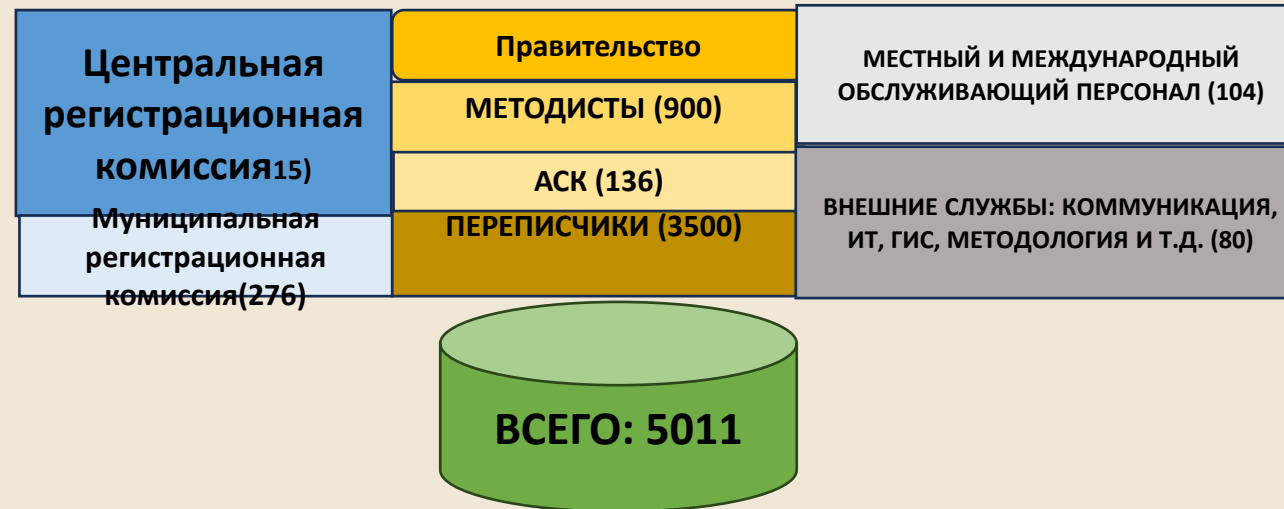 Центральная
регистрационная
комиссия15)
Муниципальная
регистрационная
комиссия(276)
Правительство
МЕТОДИСТЫ (900)
АСК (136)
ПЕРЕПИСЧИКИ (3500)
МЕСТНЫЙ И МЕЖДУНАРОДНЫЙ
ОБСЛУЖИВАЮЩИЙ ПЕРСОНАЛ (104)
ВНЕШНИЕ СЛУЖБЫ: КОММУНИКАЦИЯ,
ИТ, ГИС, МЕТОДОЛОГИЯ И Т.Д. (80)
ВСЕГО: 5011